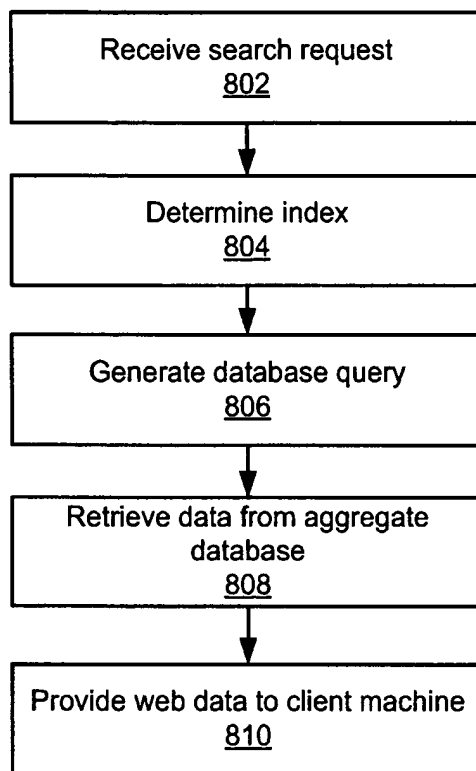 Receive search request
802
Determine index
804
Generate database query
806
Retrieve data from aggregate
database
808
Provide web data to client machine
810